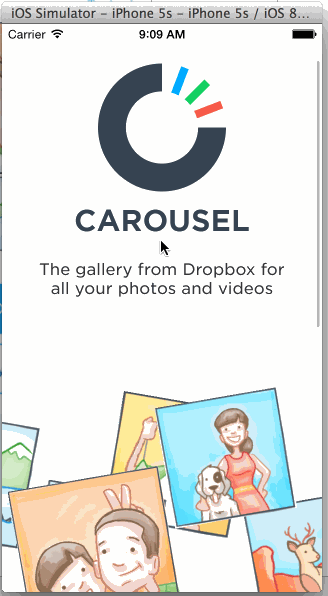 iOS Simulator – iPhone 5s – iPhone 5s / iOS 8...
Carrier 9:09 AM
CAROUSEL
The gallery from Dropbox for
all your photos and videos